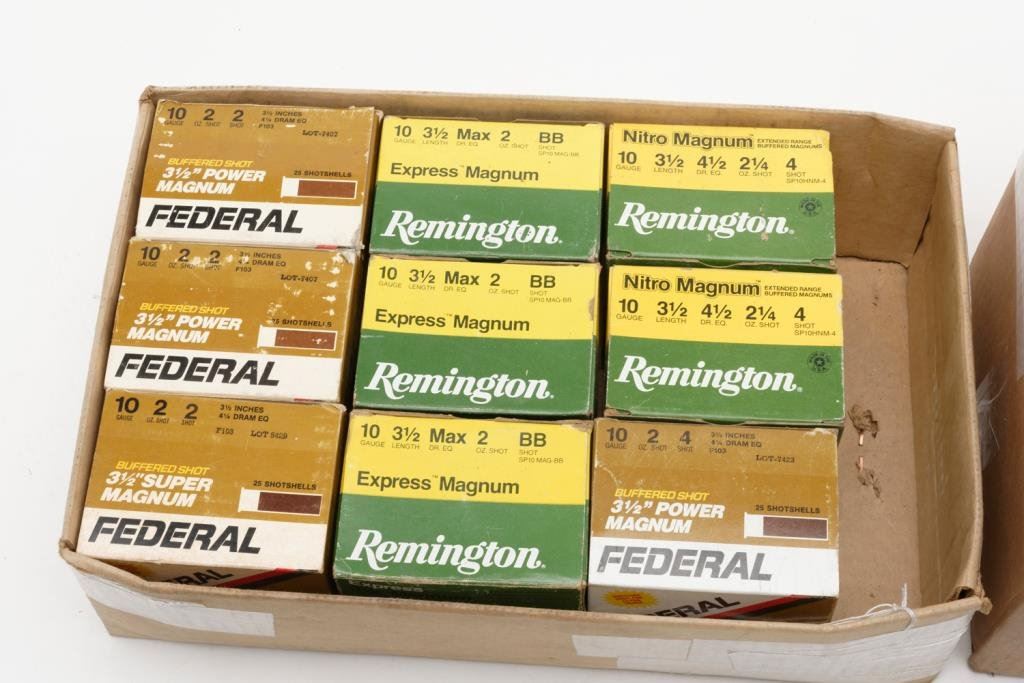 10 2 2 3½ INCHES
GAUGE OZ. SHOT SHOT 4¼ DRAM EQ
F103 LOT-7407
BUFFERED SHOT
3½" POWER
MAGNUM
25 SHOTSHELLS
FEDERAL
10 3½ Max 2 BB
GAUGE LENGTH DR. EQ. OZ. SHOT SHOT
SP10 MAG-BB
Express™ Magnum
Remington®
Nitro Magnum™ EXTENDED RANGE
BUFFERED MAGNUMS
10 3½ 4½ 2¼ 4
GAUGE LENGTH DR. EQ. OZ. SHOT SHOT
SP10HNM-4
Remington®
10 2 2 3½ INCHES
GAUGE OZ. SHOT SHOT 4¼ DRAM EQ
F103 LOT-7407
BUFFERED SHOT
3½" POWER
MAGNUM
25 SHOTSHELLS
FEDERAL
10 3½ Max 2 BB
GAUGE LENGTH DR. EQ. OZ. SHOT SHOT
SP10 MAG-BB
Express™ Magnum
Remington®
Nitro Magnum™ EXTENDED RANGE
BUFFERED MAGNUMS
10 3½ 4½ 2¼ 4
GAUGE LENGTH DR. EQ. OZ. SHOT SHOT
SP10HNM-4
Remington®
10 2 2 3½ INCHES
GAUGE OZ. SHOT SHOT 4¼ DRAM EQ
F103 LOT 5429
BUFFERED SHOT
3½" SUPER
MAGNUM
25 SHOTSHELLS
FEDERAL
FEDERAL
10 3½ Max 2 BB
GAUGE LENGTH DR. EQ. OZ. SHOT SHOT
SP10 MAG-BB
Express™ Magnum
Remington®
Express
10 2 4 3½ INCHES
GAUGE OZ. SHOT SHOT 4¼ DRAM EQ
F103 LOT-7423
BUFFERED SHOT
3½" POWER
MAGNUM
25 SHOTSHELLS
FEDERAL
FEDERAL